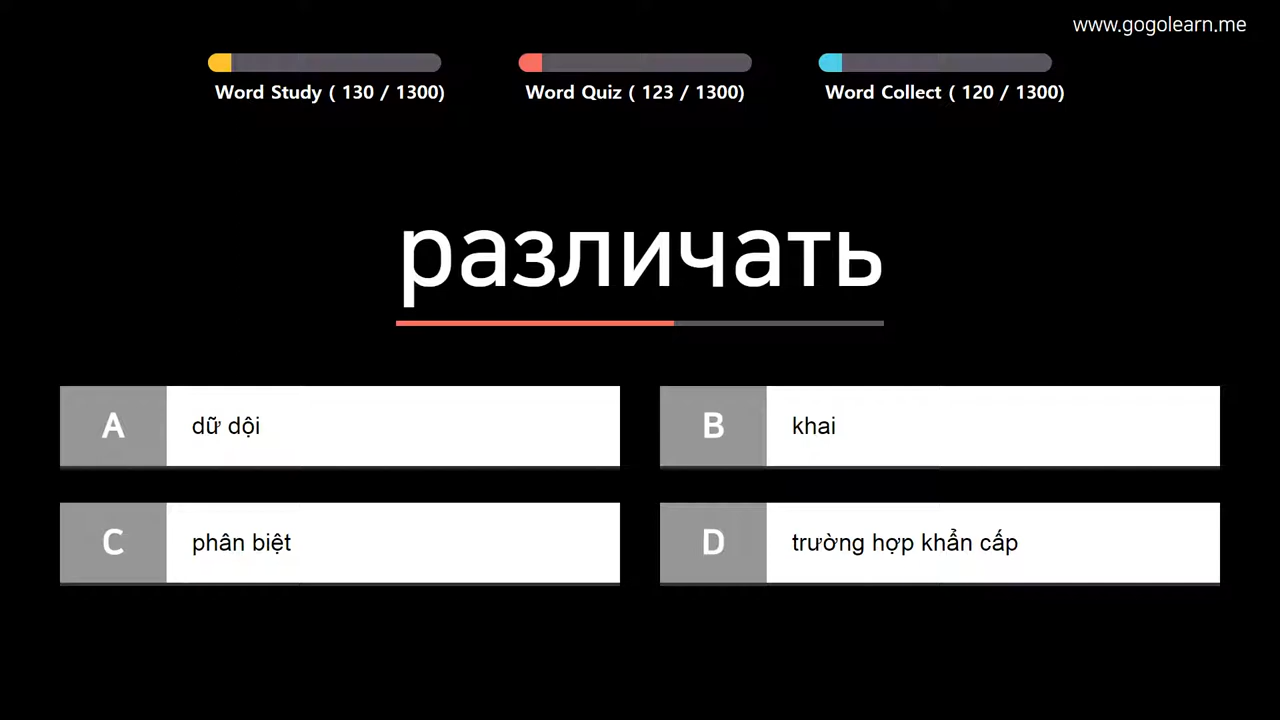 www.gogolearn.me
Word Study ( 130 / 1300)
Word Quiz ( 123 / 1300)
Word Collect ( 120 / 1300)
различать
A
dữ dội
B
khai
C
phân biệt
D
trường hợp khẩn cấp